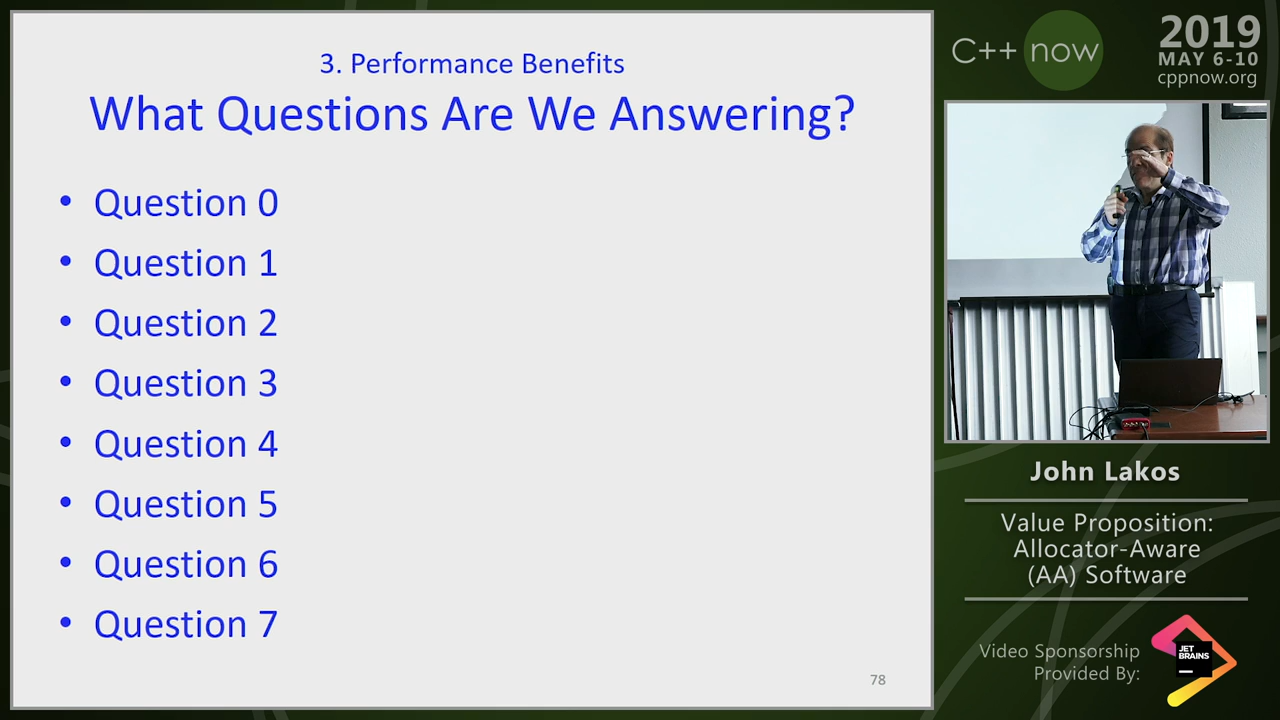 3. Performance Benefits
What Questions Are We Answering?
• Question 0
• Question 1
• Question 2
• Question 3
• Question 4
• Question 5
• Question 6
• Question 7
78
C++ now
2019
MAY 6-10
cppnow.org
John Lakos
Value Proposition:
Allocator-Aware
(AA) Software
Video Sponsorship
Provided By:
JET
BRAINS